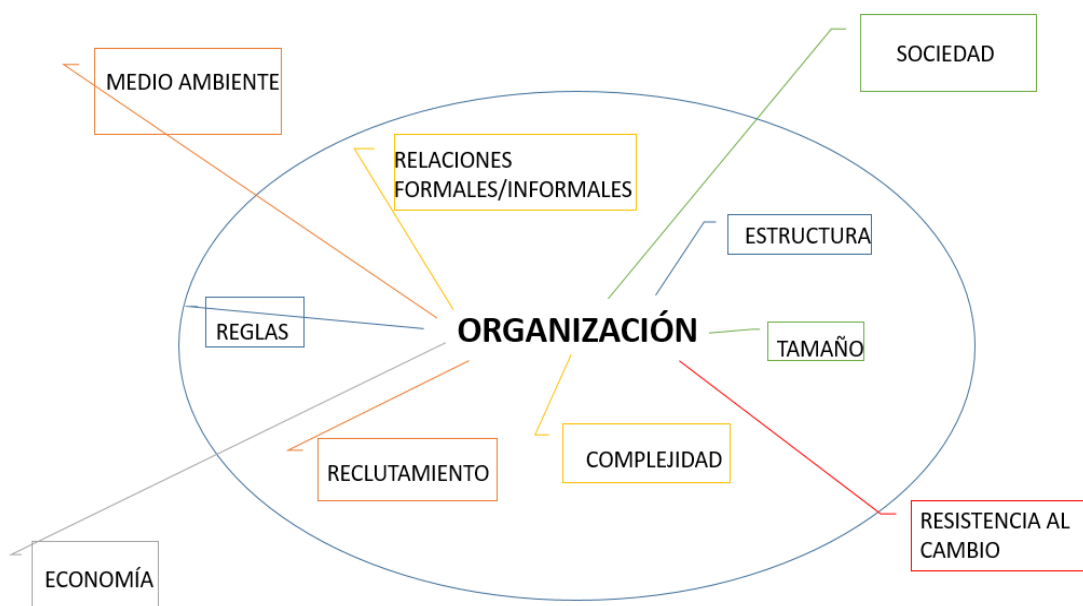 SOCIEDAD
MEDIO AMBIENTE
RELACIONES
FORMALES/INFORMALES
ESTRUCTURA
REGLAS
ORGANIZACIÓN
TAMAÑO
RECLUTAMIENTO
COMPLEJIDAD
RESISTENCIA AL
CAMBIO
ECONOMÍA